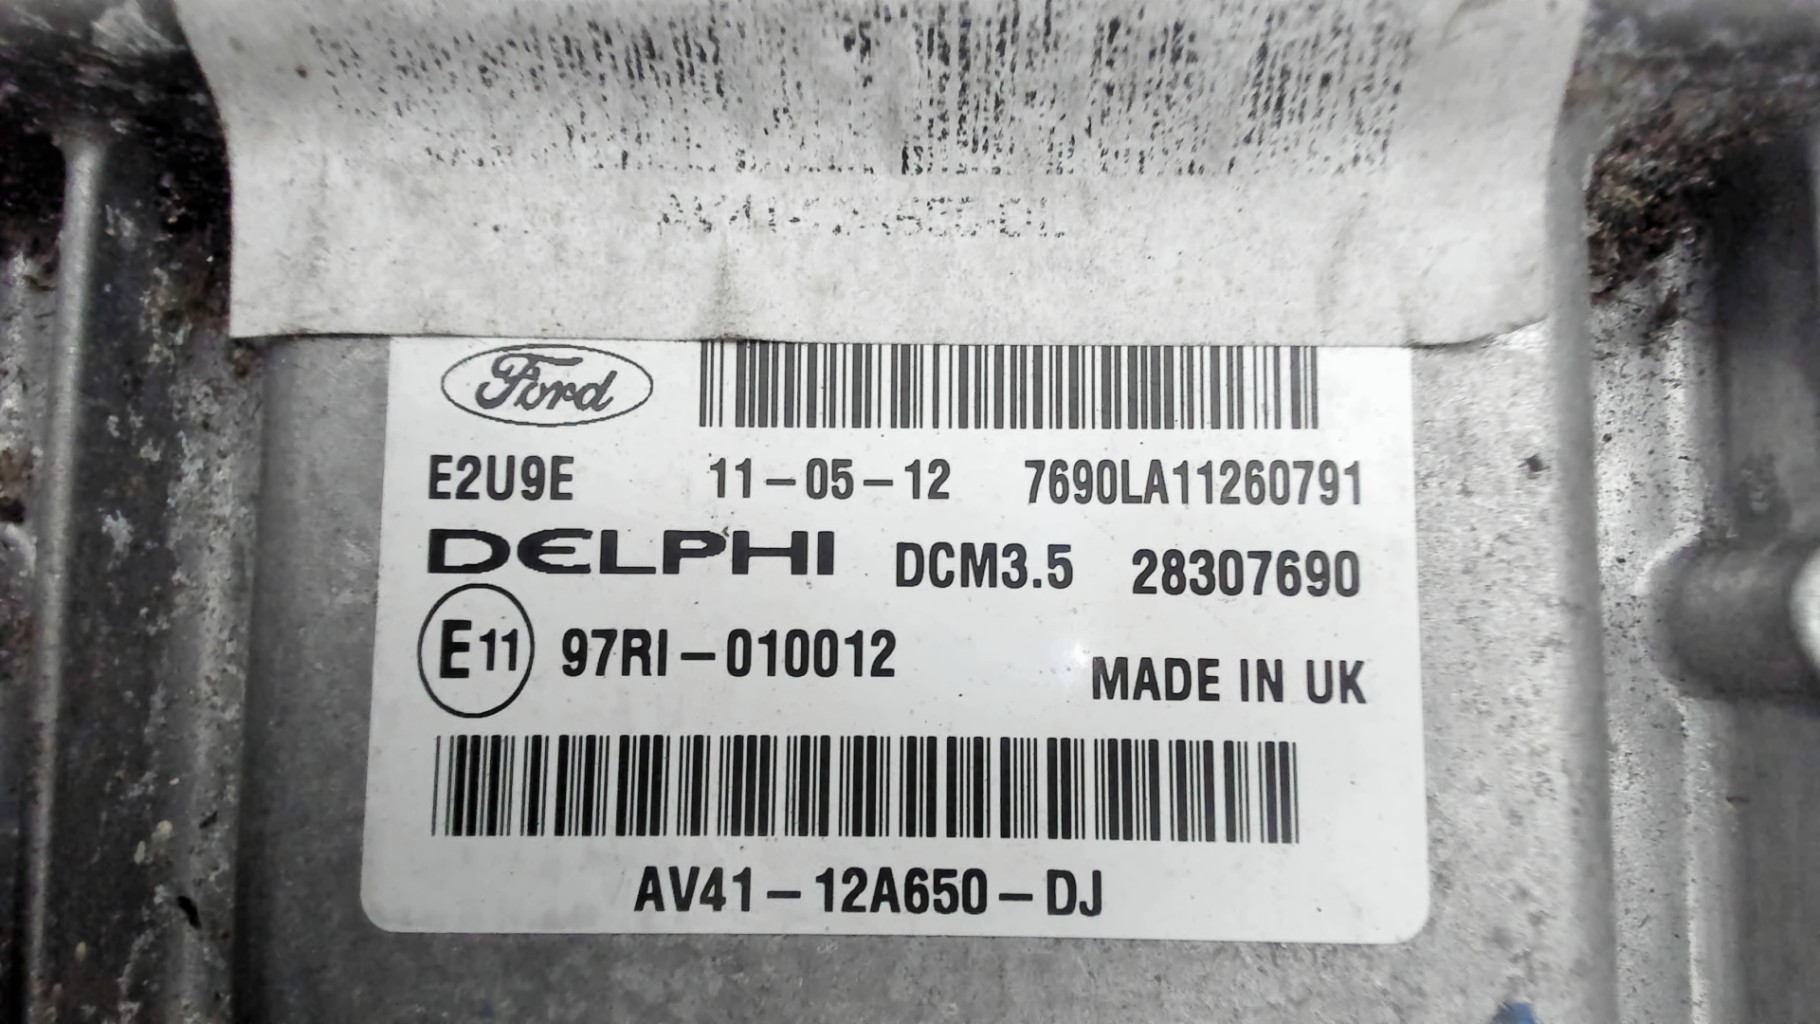 Ford
E2U9E 11-05-12 7690LA11260791
DELPHI DCM3.5 28307690
E11 97RI-010012
MADE IN UK
AV41-12A650-DJ